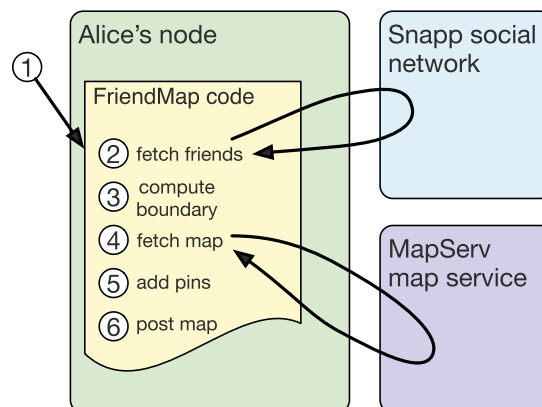 Alice's node
1
FriendMap code
2 fetch friends
3 compute
boundary
4 fetch map
5 add pins
6 post map
Snapp social
network
MapServ
map service